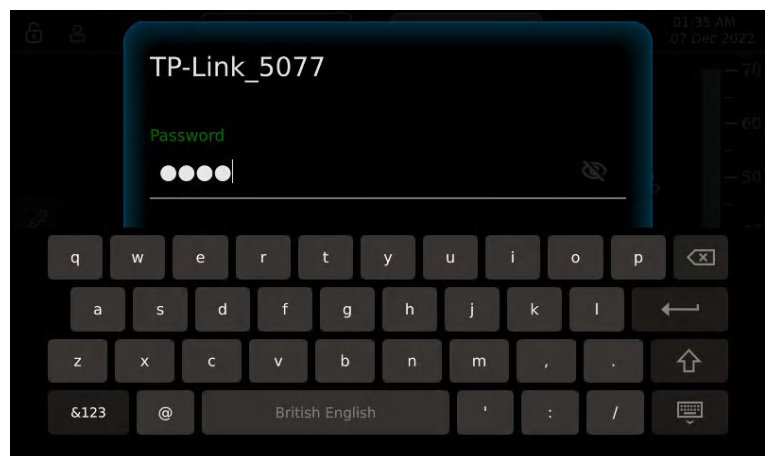 01:35 AM
07 Dec 2022
TP-Link_5077
70
Password
60
50
q w e r t y u i o p
a s d f g h j k l
z x c v b n m , .
&123 @ British English ' : /